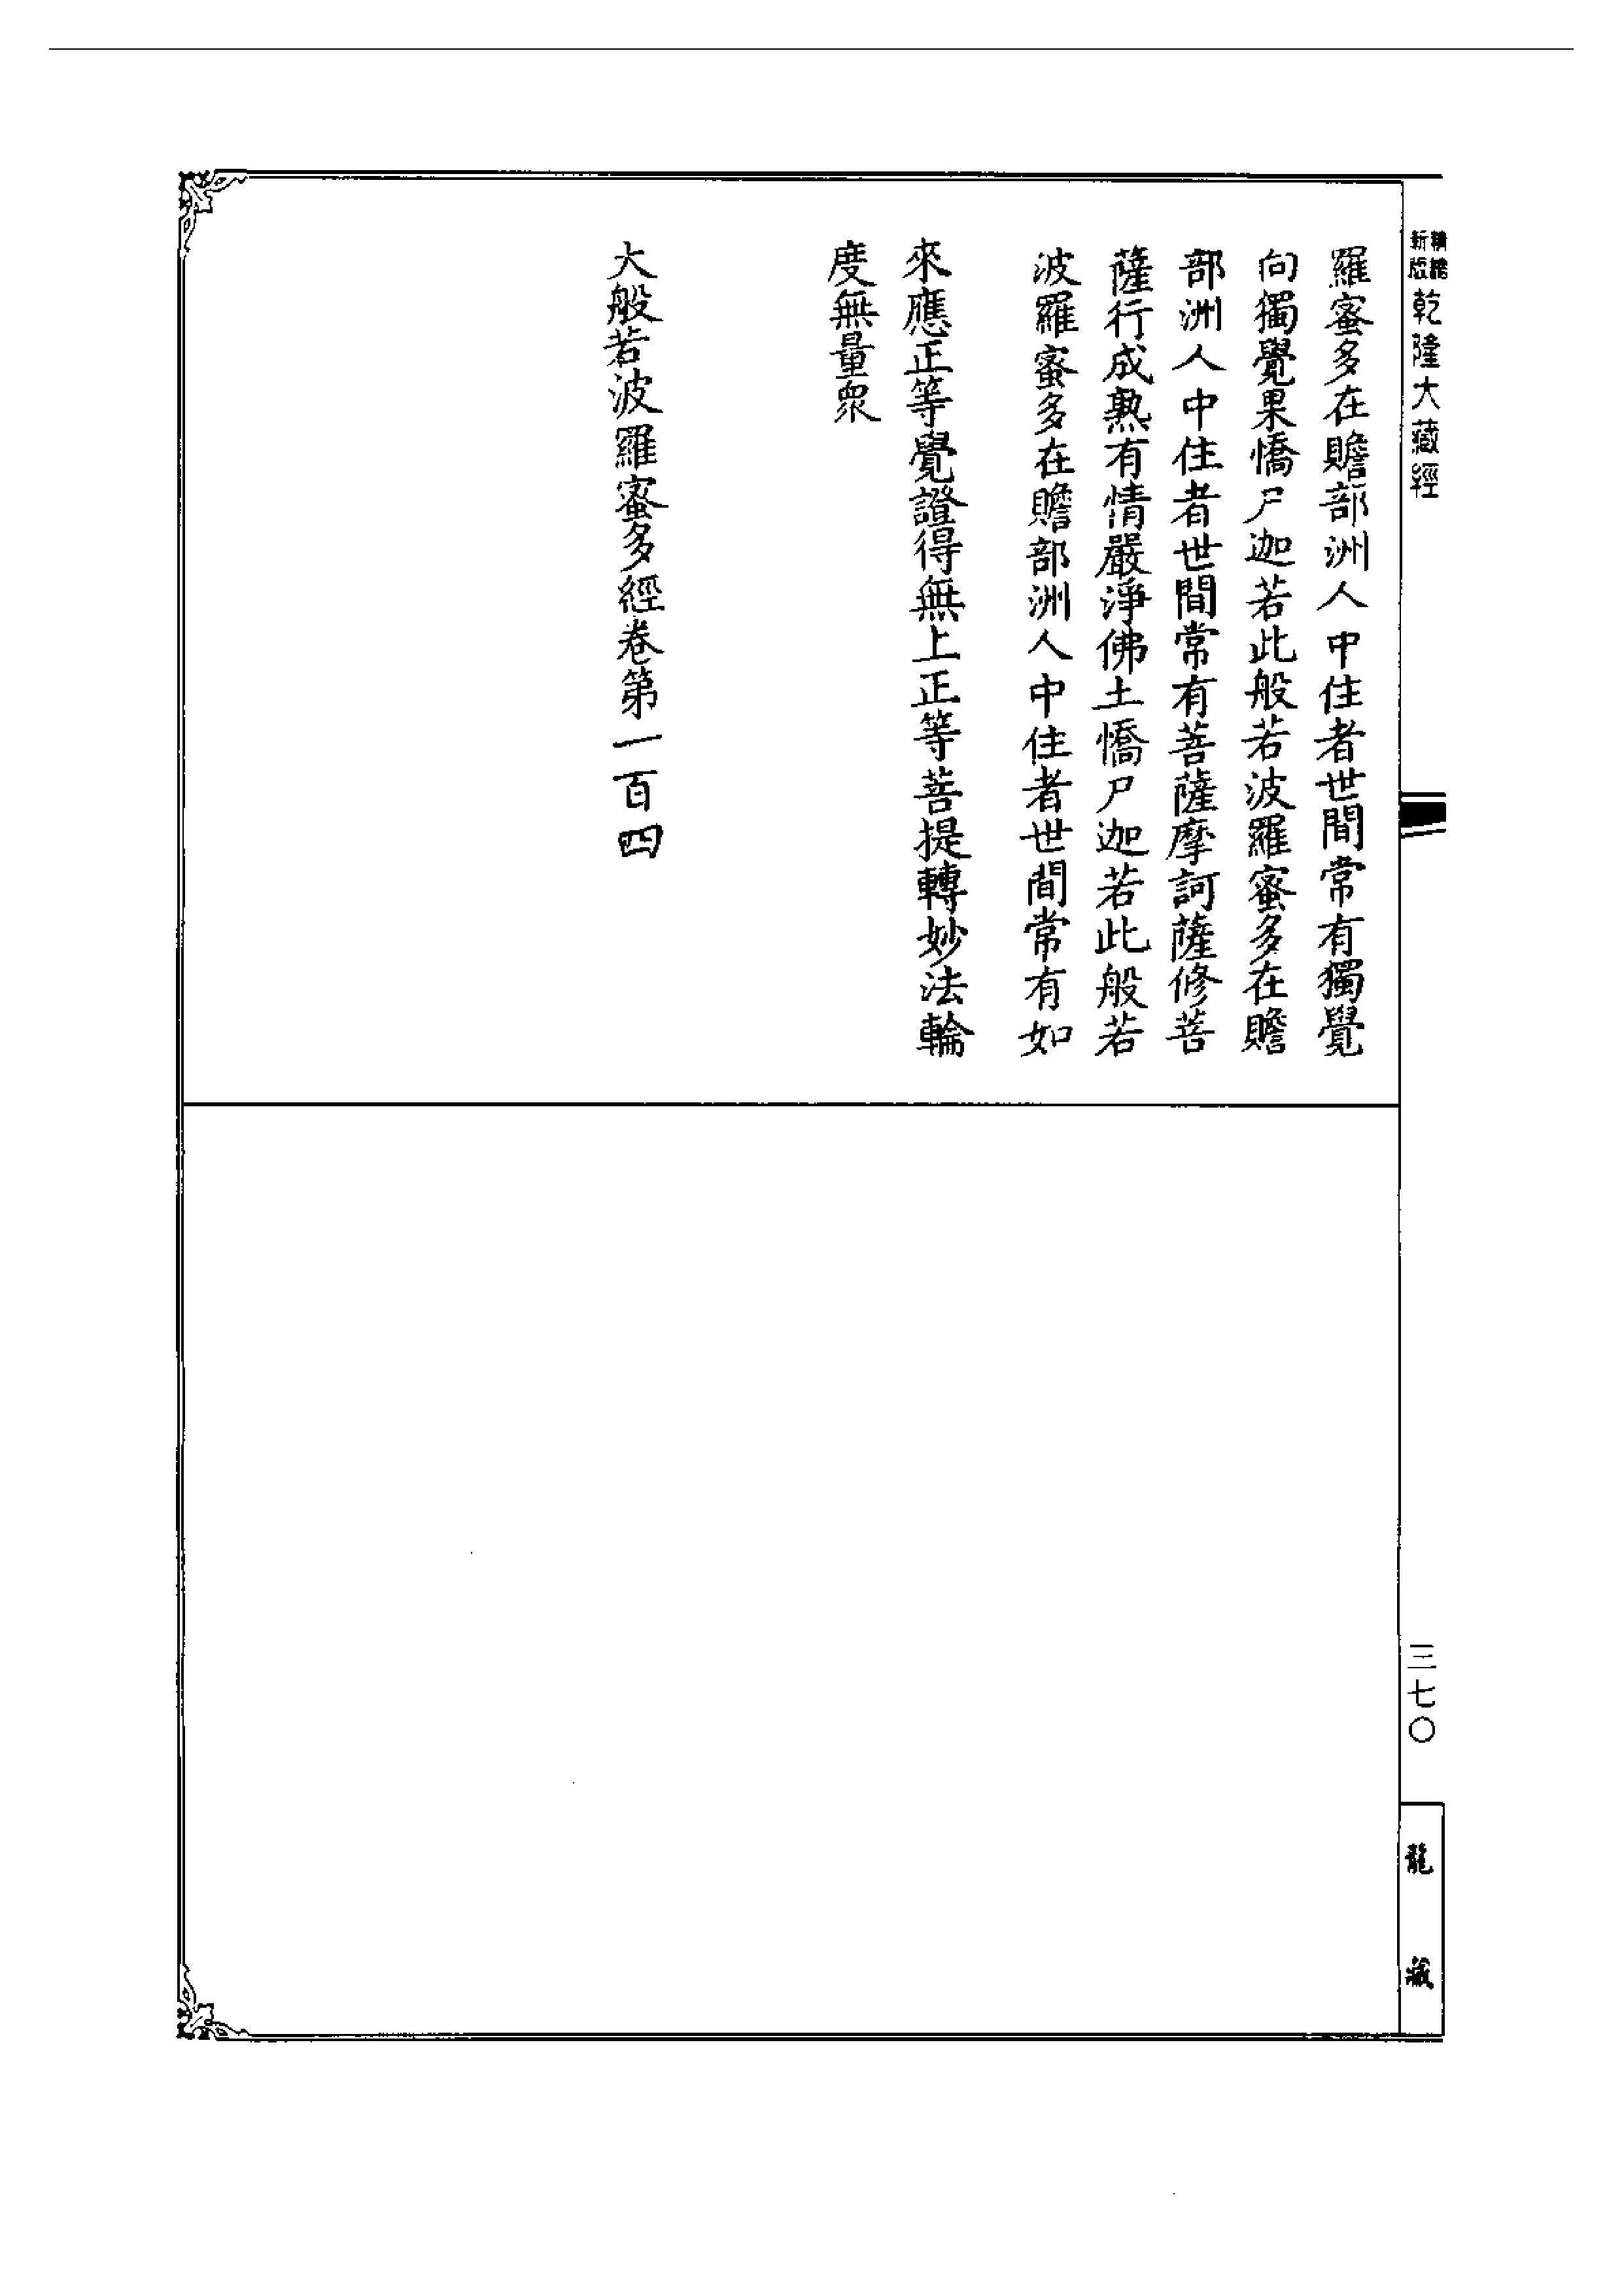 新版
精縮
乾隆大藏經
羅蜜多在贍部洲人中住者世間常有獨覺
向獨覺果憍尸迦若此般若波羅蜜多在贍
部洲人中住者世間常有菩薩摩訶薩修菩
薩行成熟有情嚴淨佛土憍尸迦若此般若
波羅蜜多在贍部洲人中住者世間常有如
來應正等覺證得無上正等菩提轉妙法輪
度無量眾
大般若波羅蜜多經卷第一百四
三七〇
龍藏